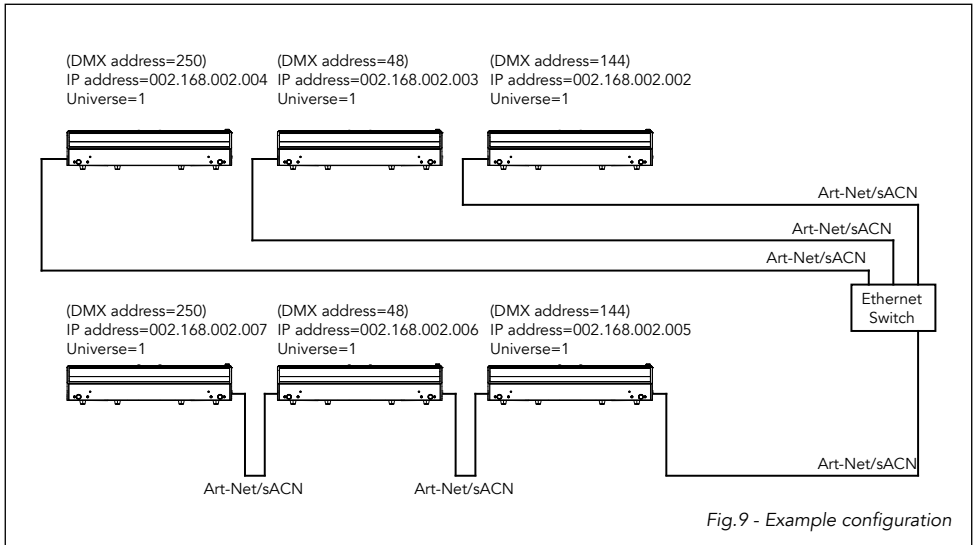 (DMX address=250)
IP address=002.168.002.004
Universe=1
(DMX address=48)
IP address=002.168.002.003
Universe=1
(DMX address=144)
IP address=002.168.002.002
Universe=1
Art-Net/sACN
Art-Net/sACN
Art-Net/sACN
Ethernet
Switch
(DMX address=250)
IP address=002.168.002.007
Universe=1
(DMX address=48)
IP address=002.168.002.006
Universe=1
(DMX address=144)
IP address=002.168.002.005
Universe=1
Art-Net/sACN
Art-Net/sACN
Art-Net/sACN
Fig.9 - Example configuration